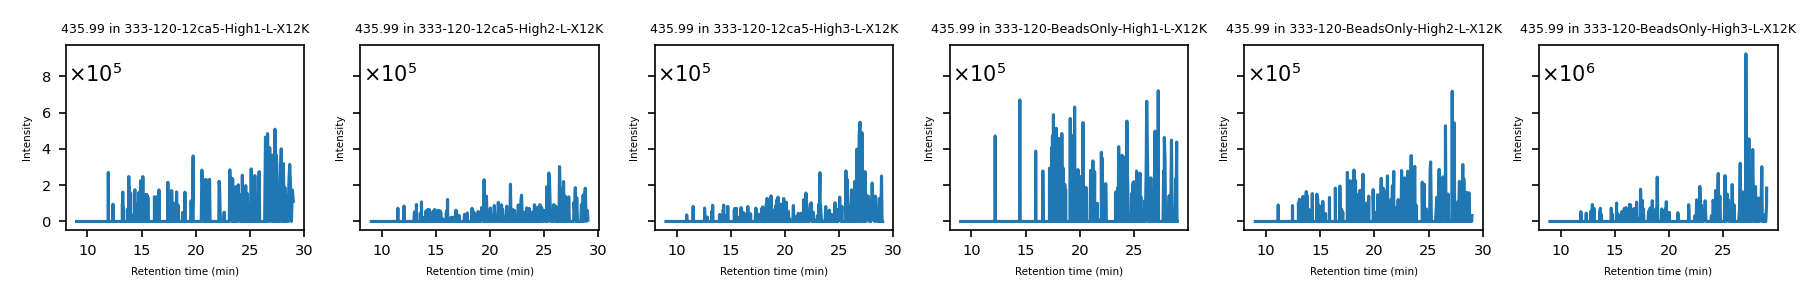 435.99 in 333-120-12ca5-High1-L-X12K
435.99 in 333-120-12ca5-High2-L-X12K
435.99 in 333-120-12ca5-High3-L-X12K
435.99 in 333-120-BeadsOnly-High1-L-X12K
435.99 in 333-120-BeadsOnly-High2-L-X12K
435.99 in 333-120-BeadsOnly-High3-L-X12K
×10⁵ ×10⁵ ×10⁵ ×10⁵ ×10⁵ ×10⁶
8
6
4
2
0
Intensity Intensity Intensity Intensity Intensity Intensity
10 15 20 25 30
10 15 20 25 30
10 15 20 25 30
10 15 20 25
10 15 20 25 30
10 15 20 25
Retention time (min) Retention time (min) Retention time (min) Retention time (min) Retention time (min) Retention time (min)